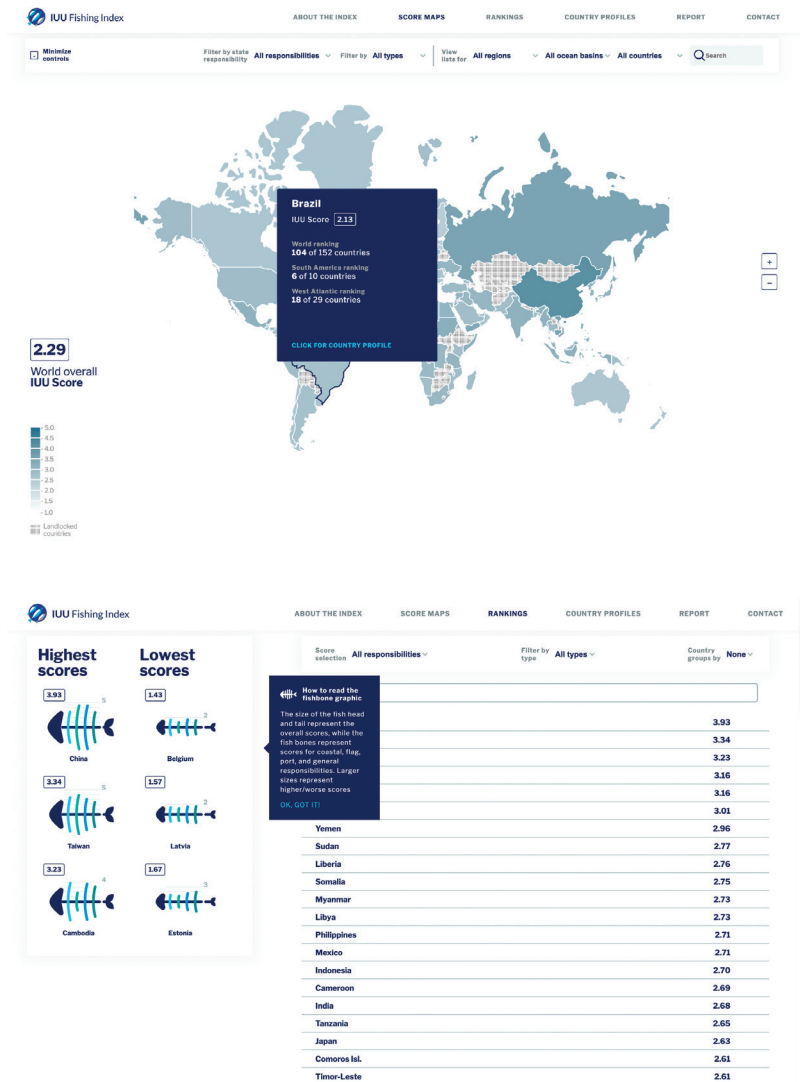 IUU Fishing Index
ABOUT THE INDEX
SCORE MAPS
RANKINGS
COUNTRY PROFILES
REPORT
CONTACT
Minimize
controls
Filter by state
responsibility
All responsibilities
Filter by
All types
View
lists for
All regions
All ocean basins
All countries
Search
Brazil
IUU Score 2.13
World ranking
104 of 152 countries
South America ranking
6 of 10 countries
West Atlantic ranking
18 of 29 countries
CLICK FOR COUNTRY PROFILE
+
-
2.29
World overall
IUU Score
5.0
4.5
4.0
3.5
3.0
2.5
2.0
1.5
1.0
Landlocked
countries
IUU Fishing Index
ABOUT THE INDEX
SCORE MAPS
RANKINGS
COUNTRY PROFILES
REPORT
CONTACT
Highest
scores
Lowest
scores
3.93
5
China
1.43
2
Belgium
3.34
5
Taiwan
1.57
2
Latvia
3.23
4
Cambodia
1.67
3
Estonia
Score
selection
All responsibilities
Filter by
type
All types
Country
groups by
None
How to read the
fishbone graphic
The size of the fish head
and tail represent the
overall scores, while the
fish bones represent
scores for coastal, flag,
port, and general
responsibilities. Larger
sizes represent
higher/worse scores
OK, GOT IT!
3.93
3.34
3.23
3.16
3.16
3.01
Yemen 2.96
Sudan 2.77
Liberia 2.76
Somalia 2.75
Myanmar 2.73
Libya 2.73
Philippines 2.71
Mexico 2.71
Indonesia 2.70
Cameroon 2.69
India 2.68
Tanzania 2.65
Japan 2.63
Comoros Isl. 2.61
Timor-Leste 2.61